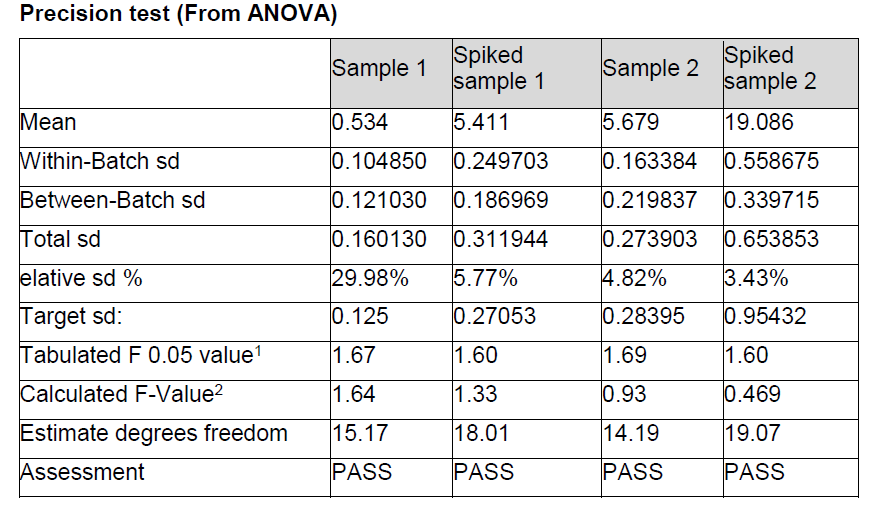 Precision test (From ANOVA)
Sample 1 Spiked sample 1 Sample 2 Spiked sample 2
Mean 0.534 5.411 5.679 19.086
Within-Batch sd 0.104850 0.249703 0.163384 0.558675
Between-Batch sd 0.121030 0.186969 0.219837 0.339715
Total sd 0.160130 0.311944 0.273903 0.653853
elative sd % 29.98% 5.77% 4.82% 3.43%
Target sd: 0.125 0.27053 0.28395 0.95432
Tabulated F 0.05 value¹ 1.67 1.60 1.69 1.60
Calculated F-Value² 1.64 1.33 0.93 0.469
Estimate degrees freedom 15.17 18.01 14.19 19.07
Assessment PASS PASS PASS PASS